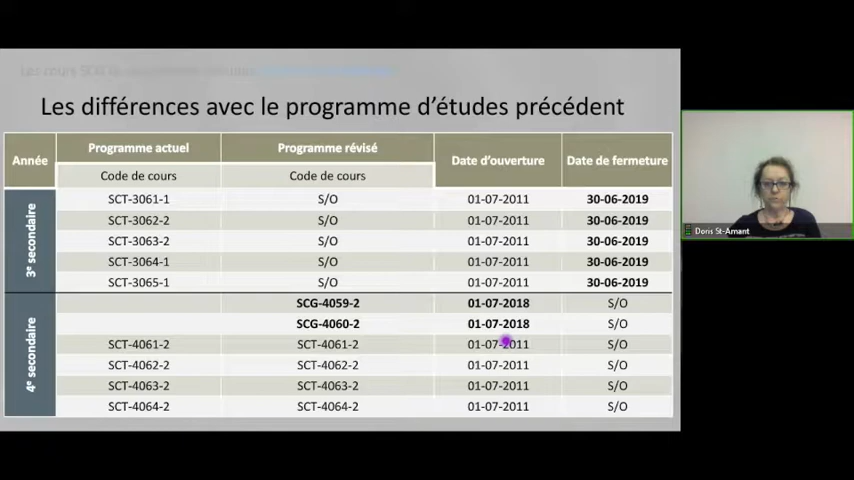 Les cours SCG
Les différences avec le programme d'études précédent
Année Programme actuel Programme révisé Date d'ouverture Date de fermeture
Code de cours Code de cours
3e secondaire
SCT-3061-1 S/O 01-07-2011 30-06-2019
SCT-3062-2 S/O 01-07-2011 30-06-2019
SCT-3063-2 S/O 01-07-2011 30-06-2019
SCT-3064-1 S/O 01-07-2011 30-06-2019
SCT-3065-1 S/O 01-07-2011 30-06-2019
4e secondaire
SCG-4059-2 01-07-2018 S/O
SCG-4060-2 01-07-2018 S/O
SCT-4061-2 SCT-4061-2 01-07-2011 S/O
SCT-4062-2 SCT-4062-2 01-07-2011 S/O
SCT-4063-2 SCT-4063-2 01-07-2011 S/O
SCT-4064-2 SCT-4064-2 01-07-2011 S/O
Doris St-Amant